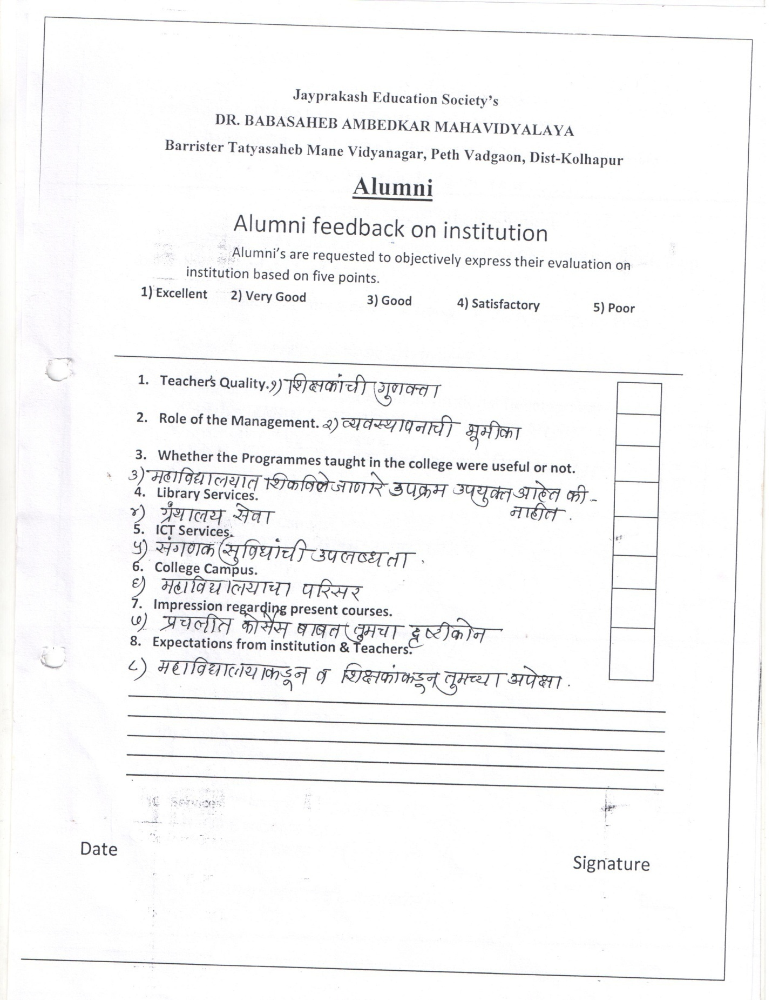 Jayprakash Education Society's
DR. BABASAHEB AMBEDKAR MAHAVIDYALAYA
Barrister Tatyasaheb Mane Vidyanagar, Peth Vadgaon, Dist-Kolhapur
Alumni
Alumni feedback on institution
Alumni's are requested to objectively express their evaluation on
institution based on five points.
1) Excellent 2) Very Good 3) Good 4) Satisfactory 5) Poor
1. Teacher's Quality. १) शिक्षकांची गुणवत्ता
2. Role of the Management. २) व्यवस्थापनाची भूमीका
3. Whether the Programmes taught in the college were useful or not.
३) महाविद्यालयात शिकविले जाणारे उपक्रम उपयुक्त आहेत की -
नाहीत .
4. Library Services.
४) ग्रंथालय सेवा
5. ICT Services.
५) संगणक सुविधांची उपलब्धता .
6. College Campus.
६) महाविद्यालयाचा परिसर
7. Impression regarding present courses.
७) प्रचलीत कोर्सेस बाबत तुमचा दृष्टीकोन
8. Expectations from institution & Teachers.
८) महाविद्यालयाकडून व शिक्षकांकडून तुमच्या अपेक्षा .
Date
Signature